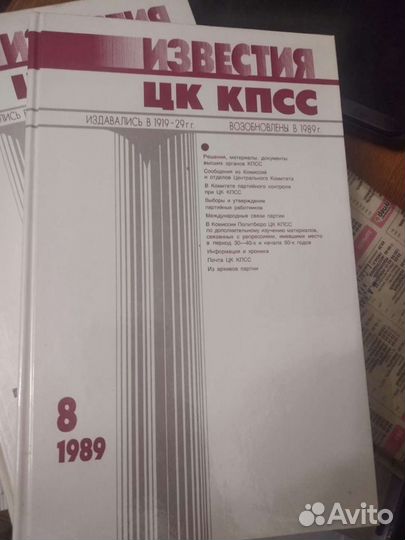 ИЗВЕСТИЯ
ЦК КПСС
ИЗДАВАЛИСЬ В 1919-29 г г. ВОЗОБНОВЛЕНЫ В 1989 г.
Решения, материалы, документы
высших органов КПСС
Сообщения из Комиссий
и отделов Центрального Комитета
В Комитете партийного контроля
при ЦК КПСС
Выборы и утверждение
партийных работников
Международные связи партии
В Комиссии Политбюро ЦК КПСС
по дополнительному изучению материалов,
связанных с репрессиями, имевшими место
в период 30—40-х и начала 50-х годов
Информация и хроника
Почта ЦК КПСС
Из архивов партии
8
1989
Avito